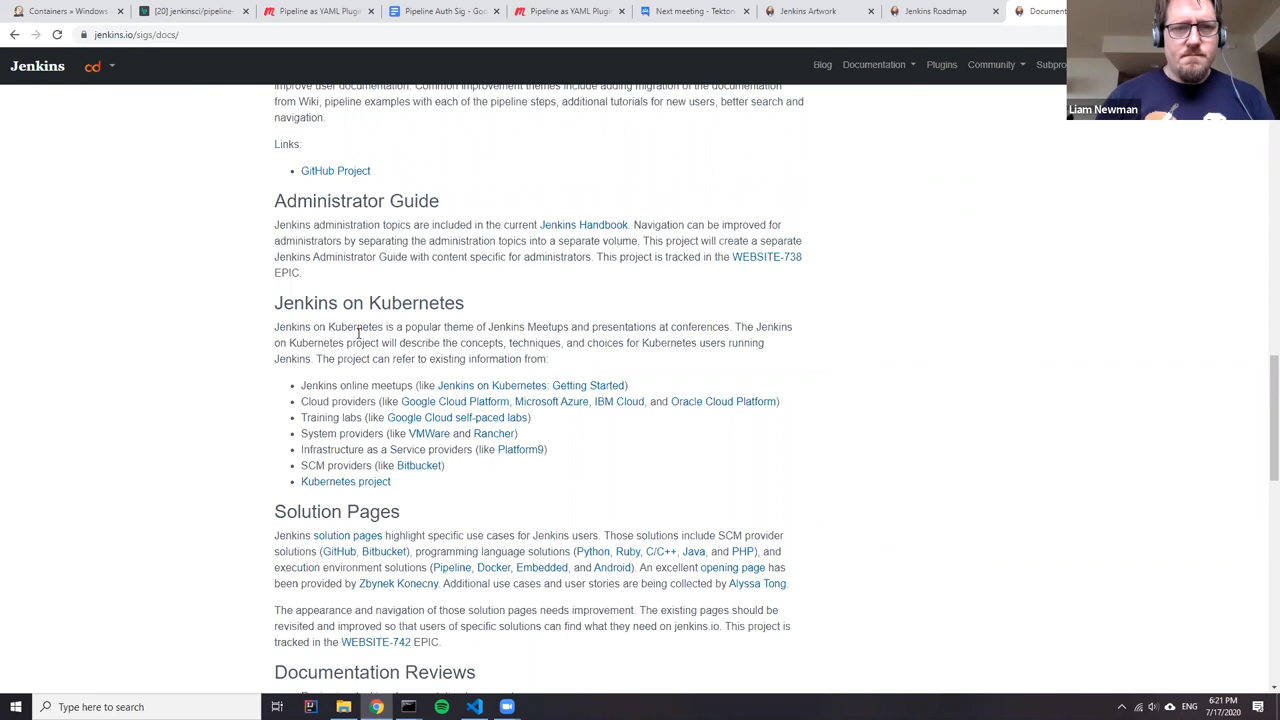 Containers » Windows
[20] jenkinsci/pipeline-
Pipeline as YAML Plugin
Pipeline Auth Sig - Goo
Pipeline as YAML Plugin
Next meeting - Tekton
Jenkins Artwork
Jenkins Roadmap
Document
jenkins.io/sigs/docs/
Jenkins
cd
Blog
Documentation
Plugins
Community
Subpro
Liam Newman
improve user documentation. Common improvement themes include adding migration of the documentation
from Wiki, pipeline examples with each of the pipeline steps, additional tutorials for new users, better search and
navigation.
Links:
GitHub Project
Administrator Guide
Jenkins administration topics are included in the current Jenkins Handbook. Navigation can be improved for
administrators by separating the administration topics into a separate volume. This project will create a separate
Jenkins Administrator Guide with content specific for administrators. This project is tracked in the WEBSITE-738
EPIC.
Jenkins on Kubernetes
Jenkins on Kubernetes is a popular theme of Jenkins Meetups and presentations at conferences. The Jenkins
on Kubernetes project will describe the concepts, techniques, and choices for Kubernetes users running
Jenkins. The project can refer to existing information from:
Jenkins online meetups (like Jenkins on Kubernetes: Getting Started)
Cloud providers (like Google Cloud Platform, Microsoft Azure, IBM Cloud, and Oracle Cloud Platform)
Training labs (like Google Cloud self-paced labs)
System providers (like VMWare and Rancher)
Infrastructure as a Service providers (like Platform9)
SCM providers (like Bitbucket)
Kubernetes project
Solution Pages
Jenkins solution pages highlight specific use cases for Jenkins users. Those solutions include SCM provider
solutions (GitHub, Bitbucket), programming language solutions (Python, Ruby, C/C++, Java, and PHP), and
execution environment solutions (Pipeline, Docker, Embedded, and Android). An excellent opening page has
been provided by Zbynek Konecny. Additional use cases and user stories are being collected by Alyssa Tong.
The appearance and navigation of those solution pages needs improvement. The existing pages should be
revisited and improved so that users of specific solutions can find what they need on jenkins.io. This project is
tracked in the WEBSITE-742 EPIC.
Documentation Reviews
Type here to search
ENG
6:21 PM
7/17/2020